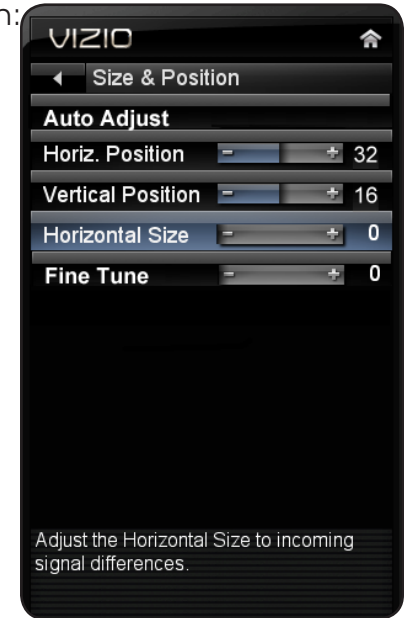 n:
VIZIO
Size & Position
Auto Adjust
Horiz. Position - + 32
Vertical Position - + 16
Horizontal Size - + 0
Fine Tune - + 0
Adjust the Horizontal Size to incoming
signal differences.